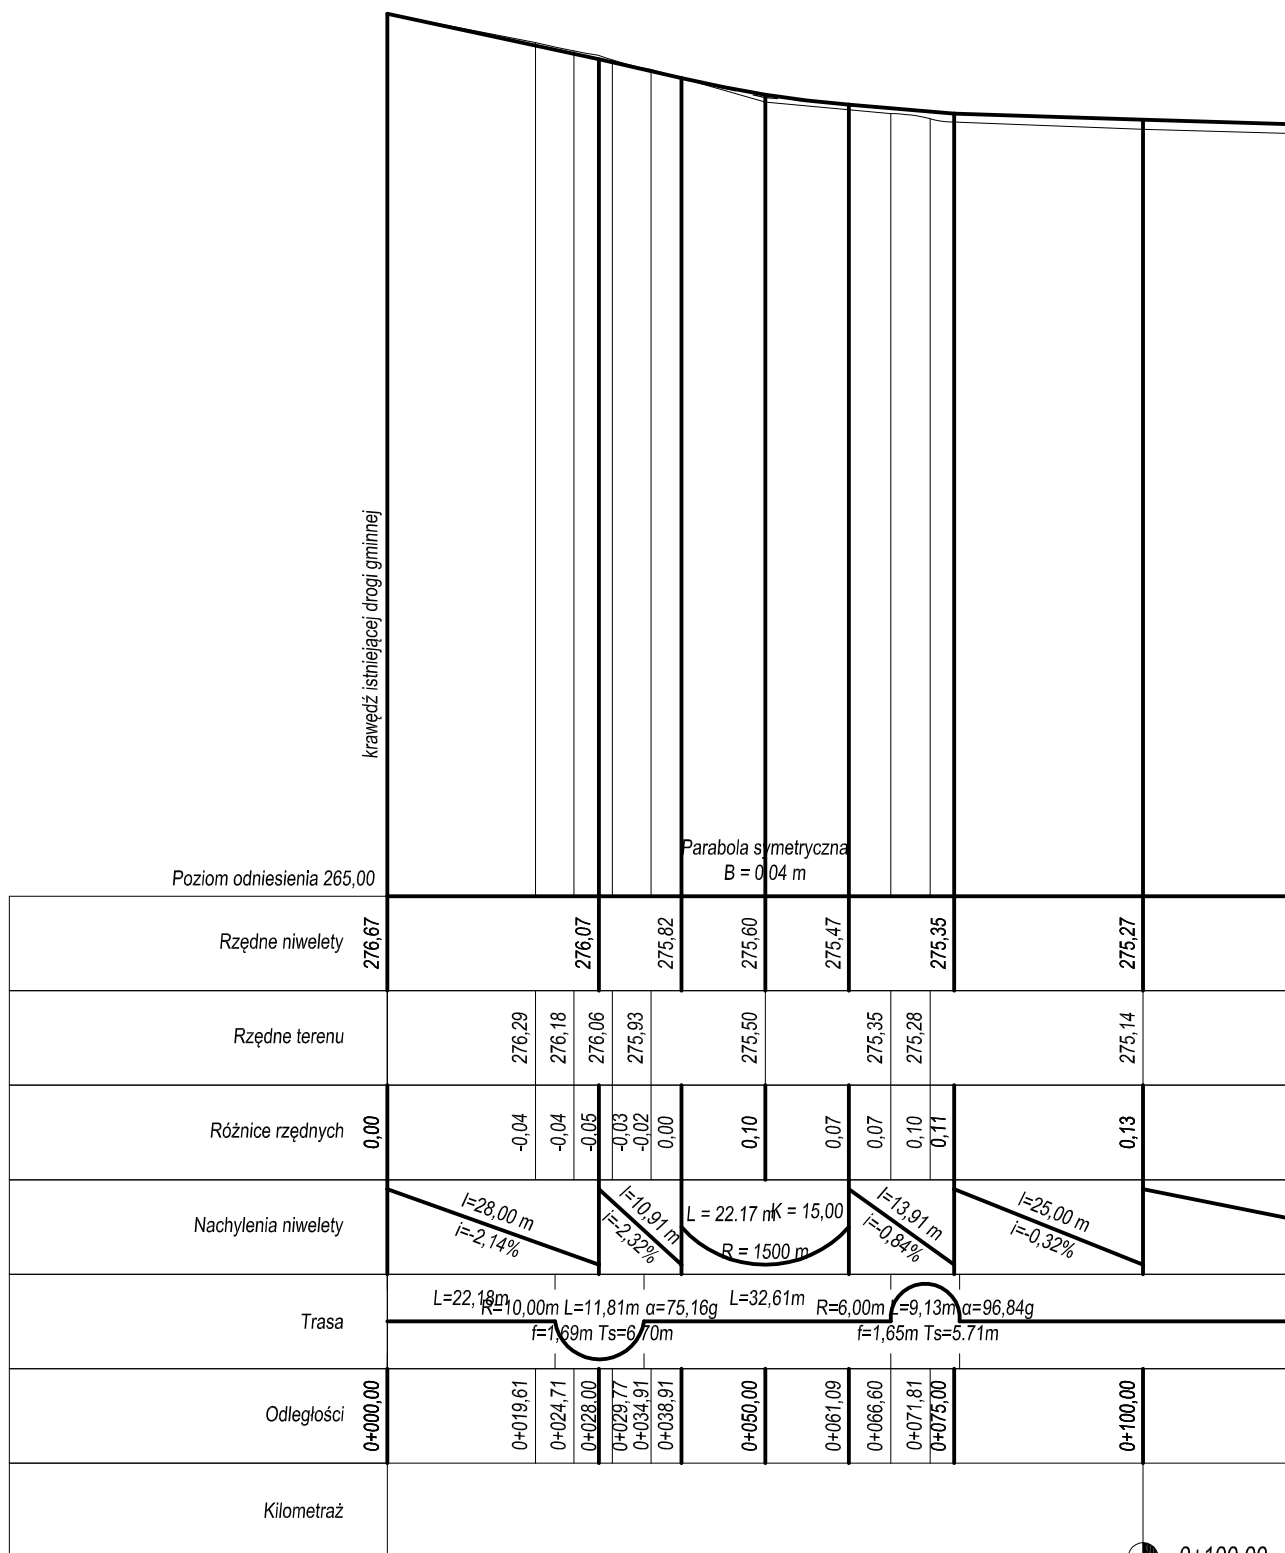 krawędź istniejącej drogi gminnej
Parabola symetryczna
B = 0.04 m
Poziom odniesienia 265,00
Rzędne niwelety 276,67 276,07 275,82 275,60 275,47 275,35 275,27
Rzędne terenu 276,29 276,18 276,06 275,93 275,50 275,35 275,28 275,14
Różnice rzędnych 0,00 -0,04 -0,04 -0,05 -0,03 -0,02 0,00 0,10 0,07 0,07 0,10 0,11 0,13
Nachylenia niwelety
l=28,00 m
i=-2,14%
l=10,91 m
i=-2,32%
L = 22.17 m
K = 15,00
R = 1500 m
l=13,91 m
i=-0,84%
l=25,00 m
i=-0,32%
Trasa
L=22,18m
R=10,00m L=11,81m α=75,16g
f=1,69m Ts=6,70m
L=32,61m
R=6,00m L=9,13m α=96,84g
f=1,65m Ts=5.71m
Odległości 0+000,00 0+019,61 0+024,71 0+028,00 0+029,77 0+034,91 0+038,91 0+050,00 0+061,09 0+066,60 0+071,81 0+075,00 0+100,00
Kilometraż
0+100,00